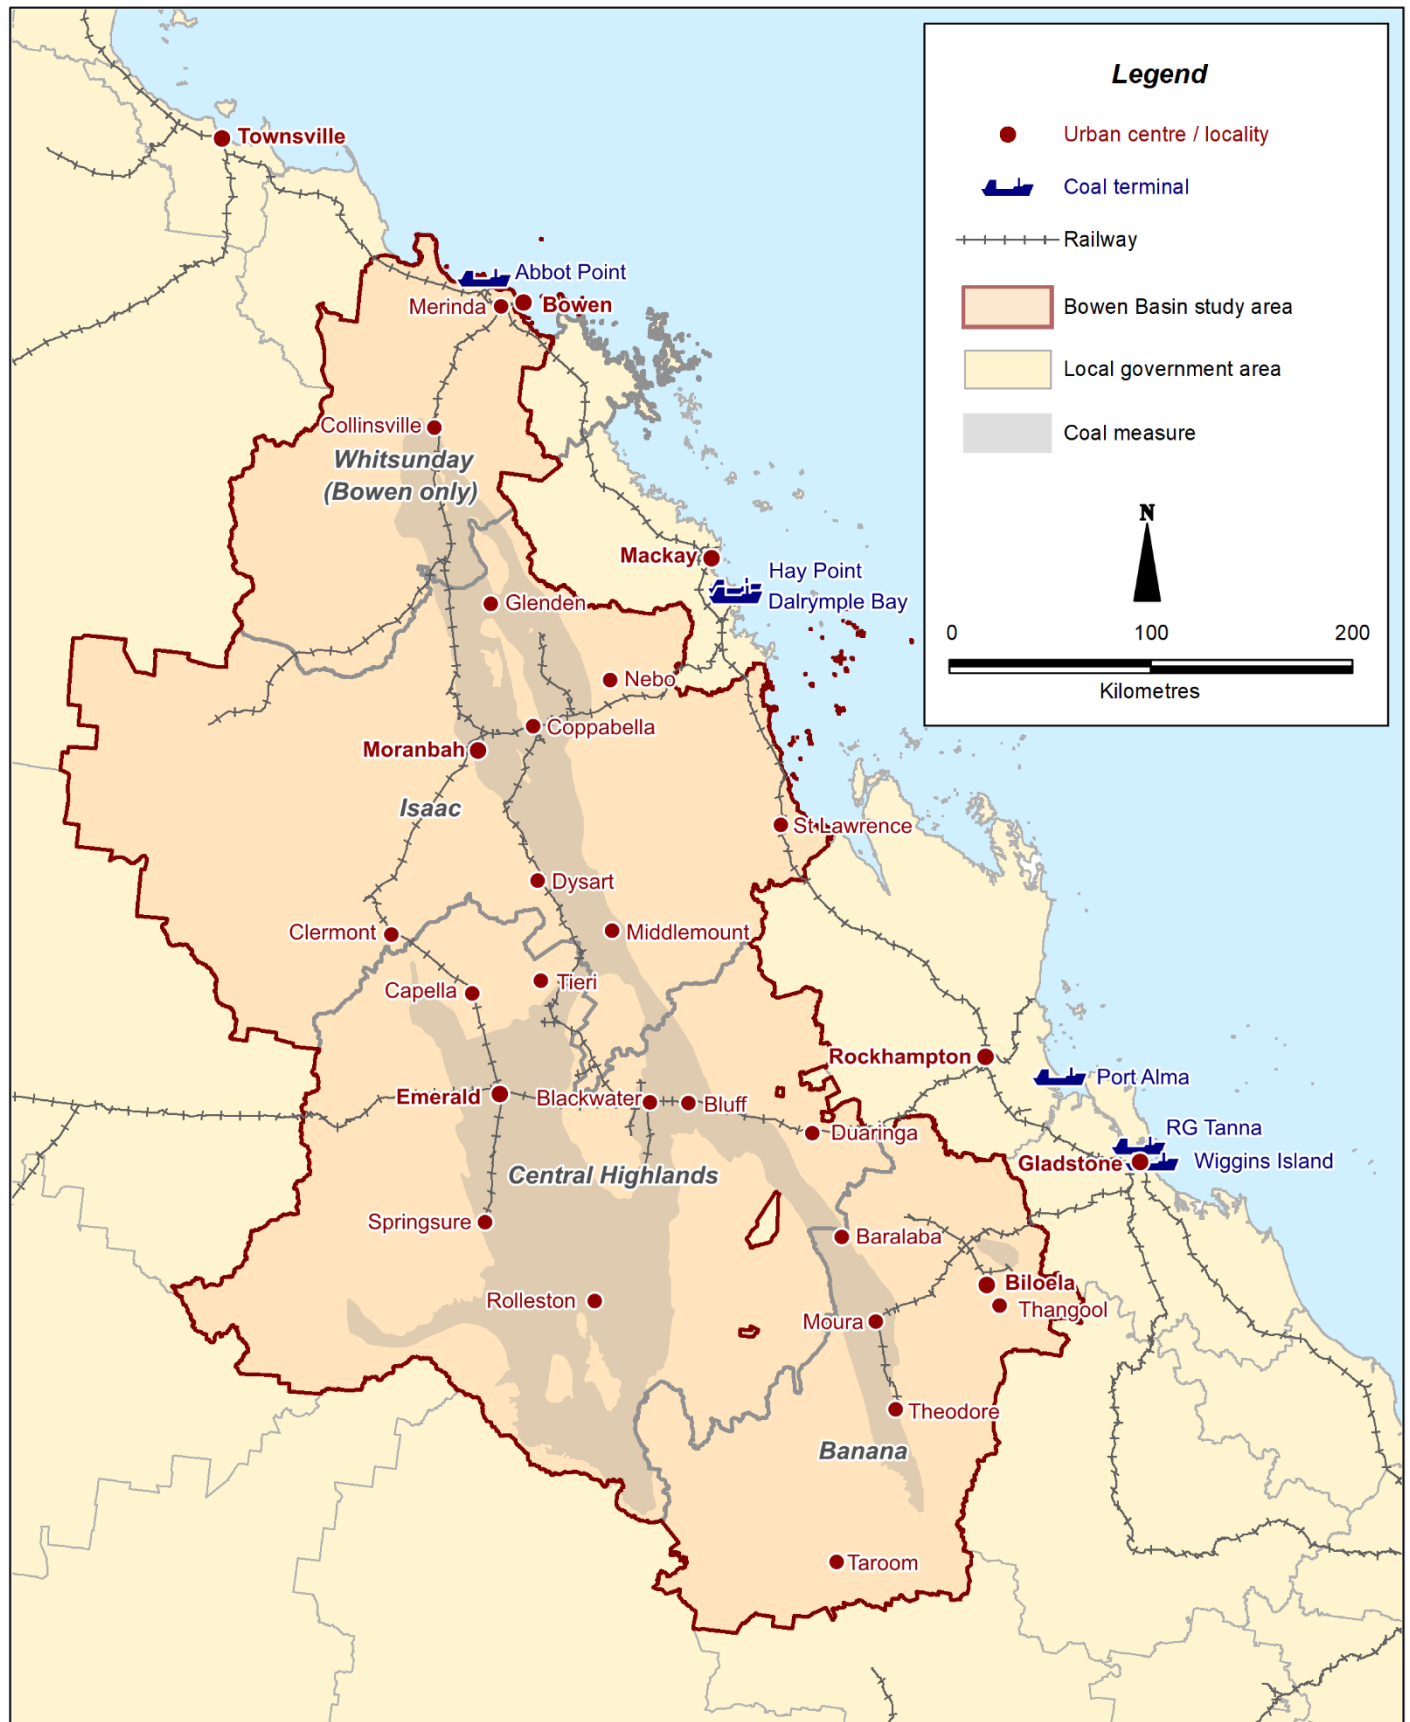 Legend
Urban centre / locality
Coal terminal
Railway
Bowen Basin study area
Local government area
Coal measure
N
0 100 200
Kilometres
Townsville
Abbot Point
Merinda
Bowen
Collinsville
Whitsunday
(Bowen only)
Mackay
Hay Point
Dalrymple Bay
Glenden
Nebo
Coppabella
Moranbah
Isaac
St Lawrence
Dysart
Clermont
Middlemount
Tieri
Capella
Rockhampton
Port Alma
Emerald
Blackwater
Bluff
Duaringa
RG Tanna
Gladstone
Wiggins Island
Central Highlands
Springsure
Baralaba
Biloela
Rolleston
Thangool
Moura
Theodore
Banana
Taroom